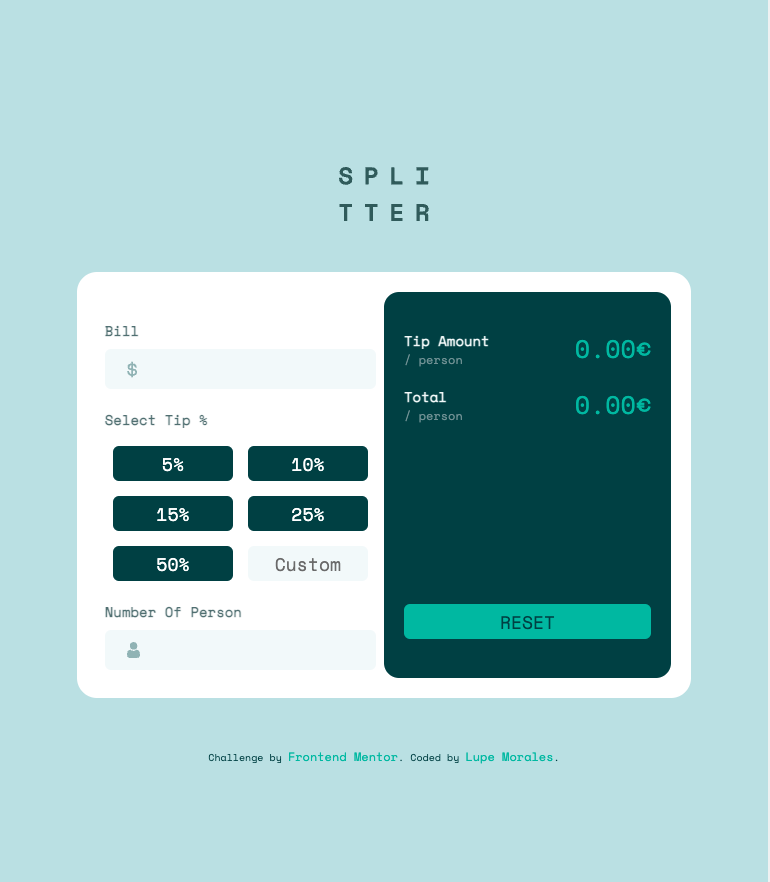 SPLI
TTER
Bill
$
Select Tip %
5%
10%
15%
25%
50%
Custom
Number Of Person
Tip Amount
/ person
0.00€
Total
/ person
0.00€
RESET
Challenge by Frontend Mentor. Coded by Lupe Morales.